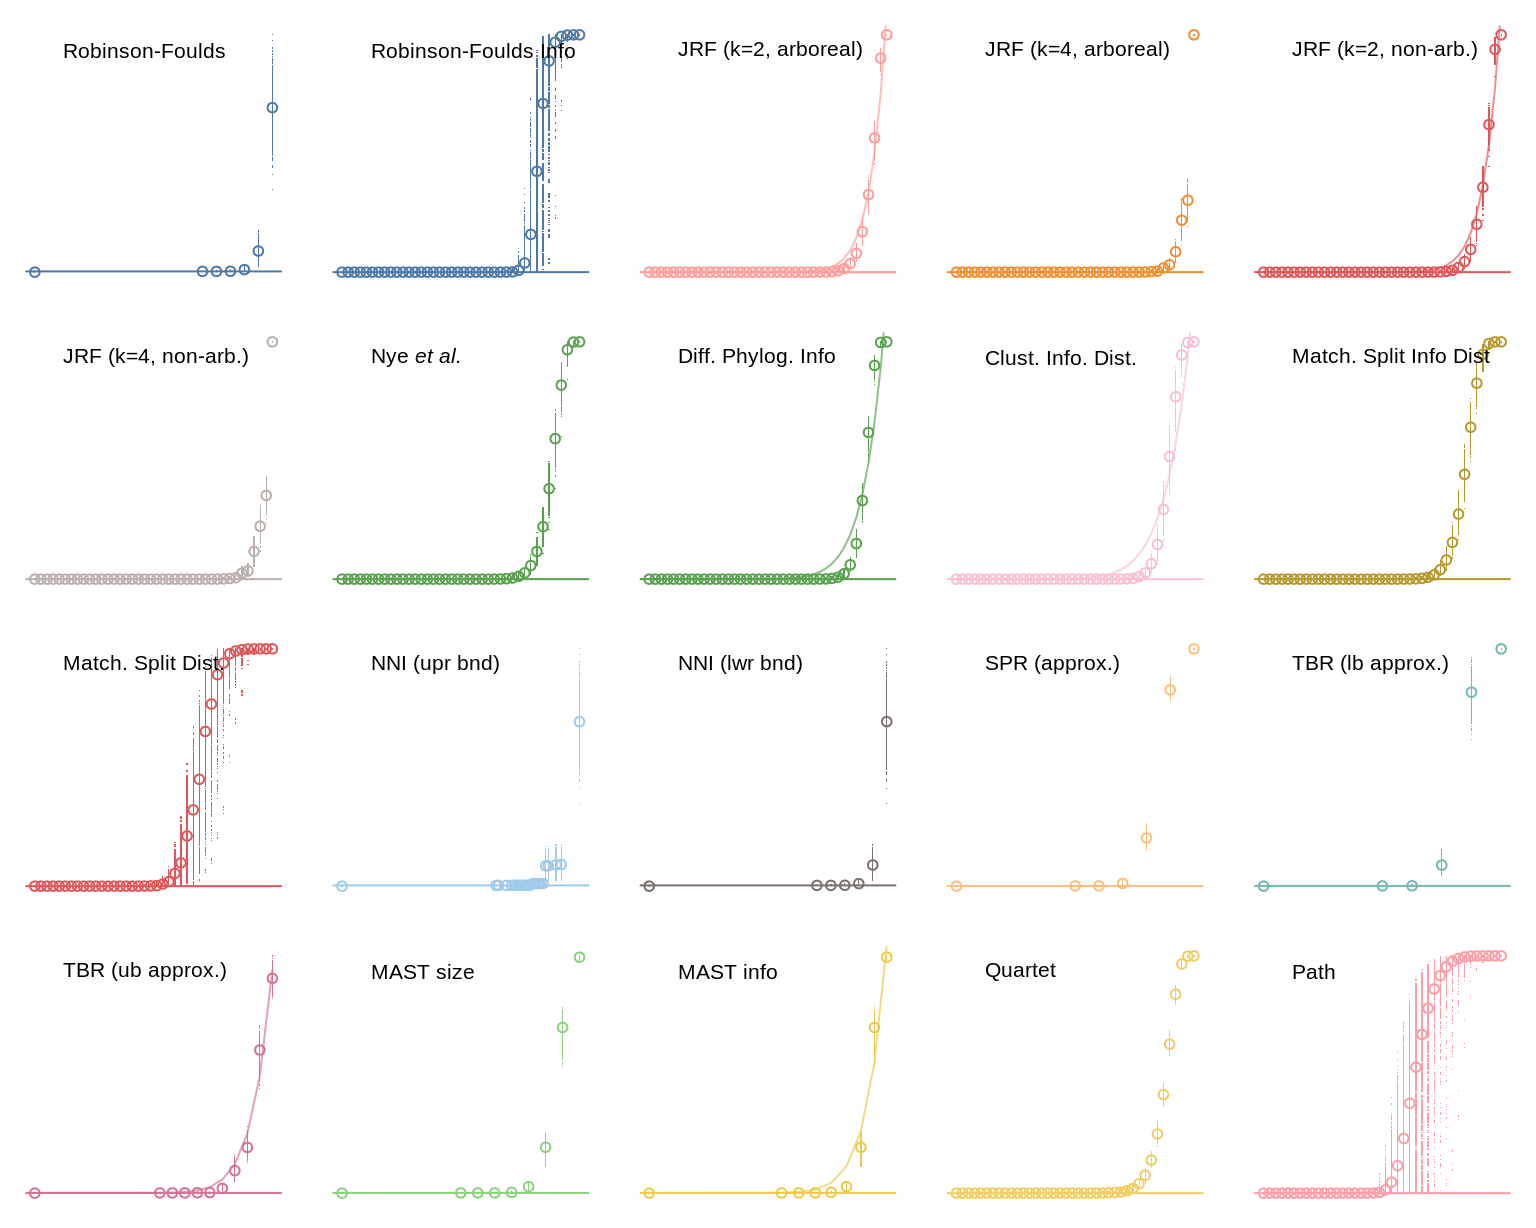 Robinson-Foulds
Robinson-Foulds Info
JRF (k=2, arboreal)
JRF (k=4, arboreal)
JRF (k=2, non-arb.)
JRF (k=4, non-arb.)
Nye et al.
Diff. Phylog. Info
Clust. Info. Dist.
Match. Split Info Dist
Match. Split Dist.
NNI (upr bnd)
NNI (lwr bnd)
SPR (approx.)
TBR (lb approx.)
TBR (ub approx.)
MAST size
MAST info
Quartet
Path